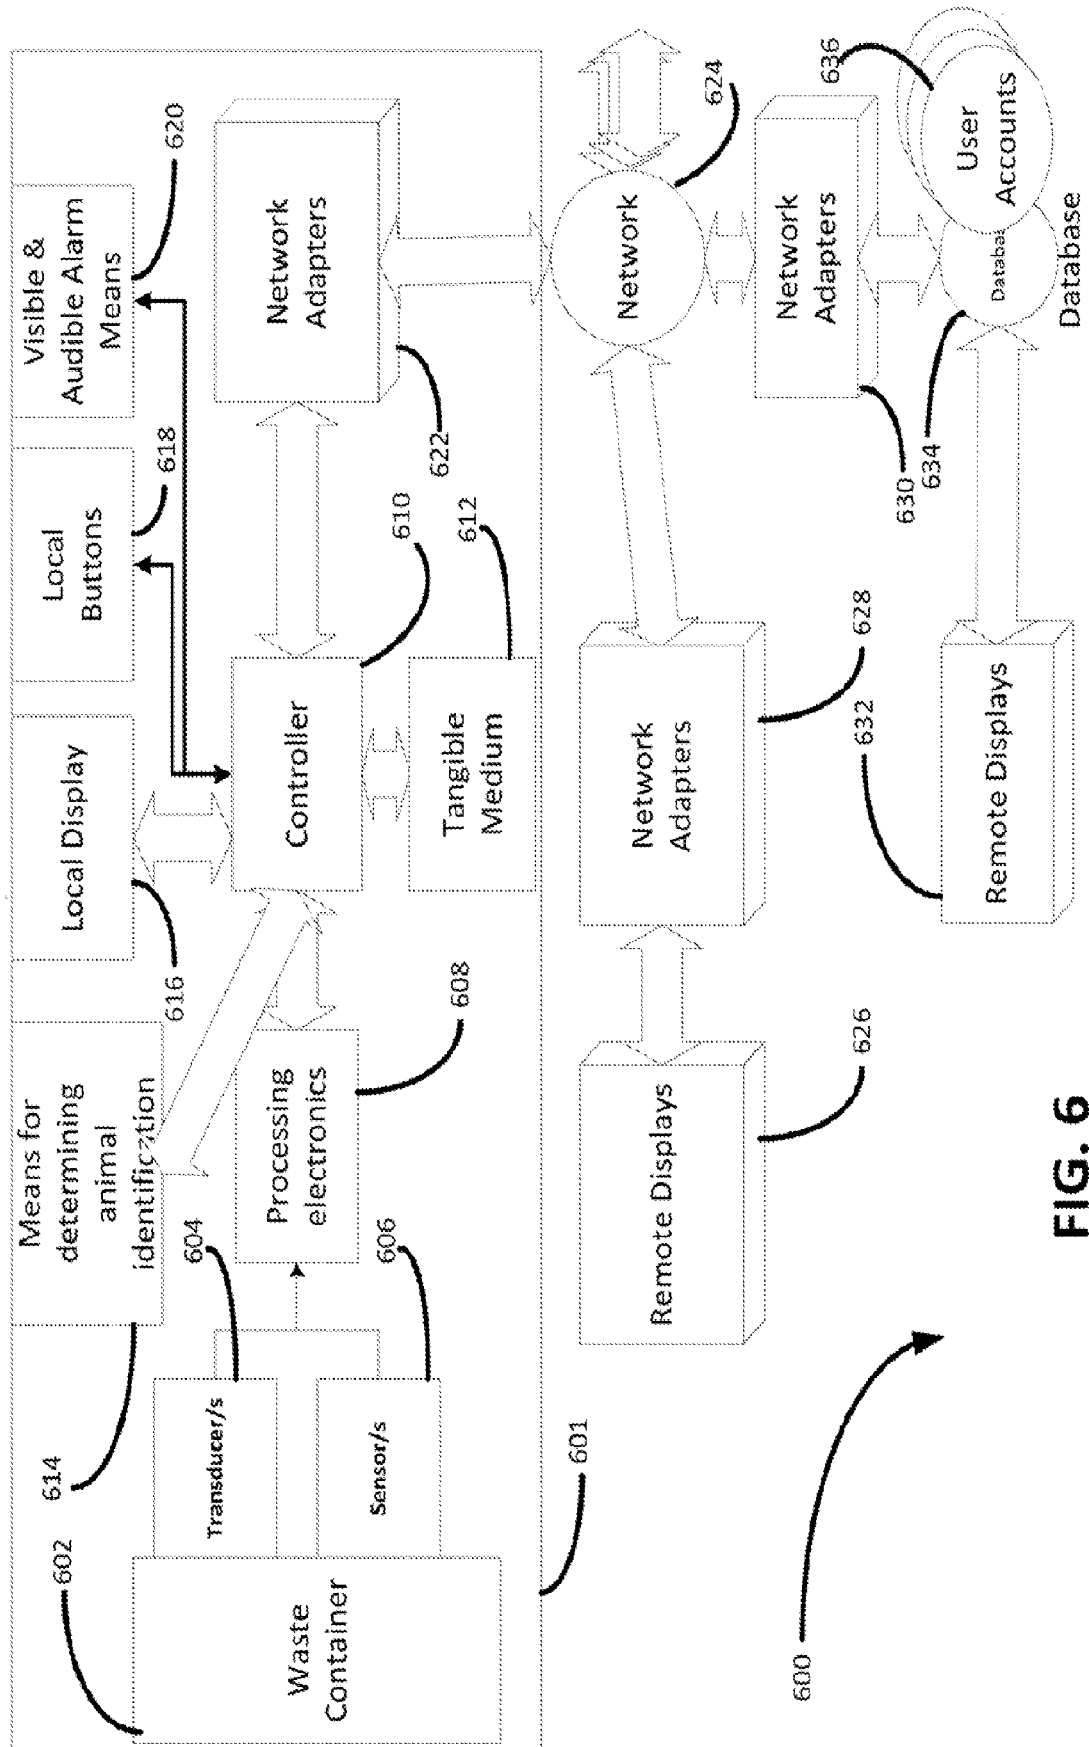 Means for
determining
animal
identification
Local Display
Local
Buttons
Visible &
Audible Alarm
Means
614
616
618
620
602
604
Waste
Container
Transducer/s
Sensor/s
606
Processing
electronics
608
Controller
610
Tangible
Medium
612
Network
Adapters
622
601
Remote Displays
626
Network
Adapters
628
Network
624
Network
Adapters
630
Remote Displays
632
634
Databas
Database
User
Accounts
636
600
FIG. 6